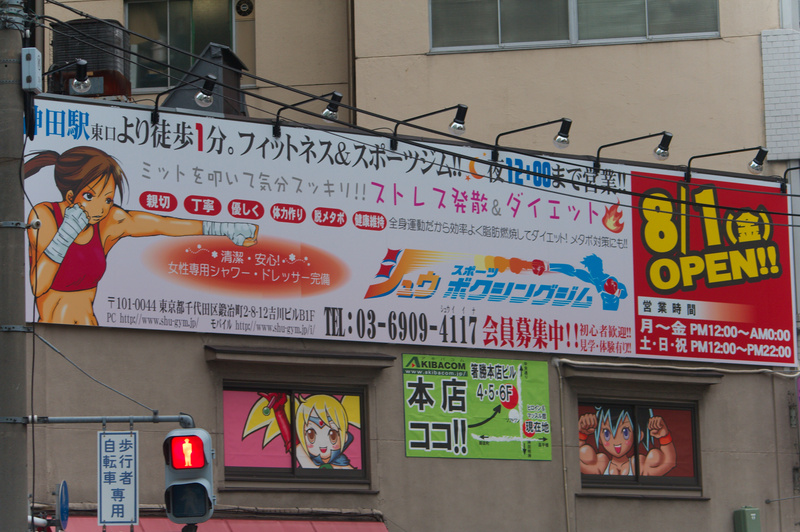 神田駅東口より徒歩1分。フィットネス&スポーツジム!!夜12:00まで営業!!
ミットを叩いて気分スッキリ!!ストレス発散&ダイエット
親切 丁寧 優しく 体力作り 脱メタボ 健康維持 全身運動だから効率よく脂肪燃焼してダイエット!メタボ対策にも!!
清潔・安心!
女性専用シャワー・ドレッサー完備
シュウ スポーツ ボクシングジム
〒101-0044 東京都千代田区鍛冶町2-8-12吉川ビルB1F
PC http://www.shu-gym.jp/ モバイル http://www.shu-gym.jp/i/
TEL:03-6909-4117
会員募集中!!
初心者歓迎!!
見学・体験有り!!
8/1(金)
OPEN!!
営業時間
月〜金 PM12:00〜AM0:00
土・日・祝 PM12:00〜PM22:00
AKIBACOM
www.akibacom.jp
本店
ココ!!
著勝本店ビル
4・5・6F
現在地
歩行者
自転車
専用